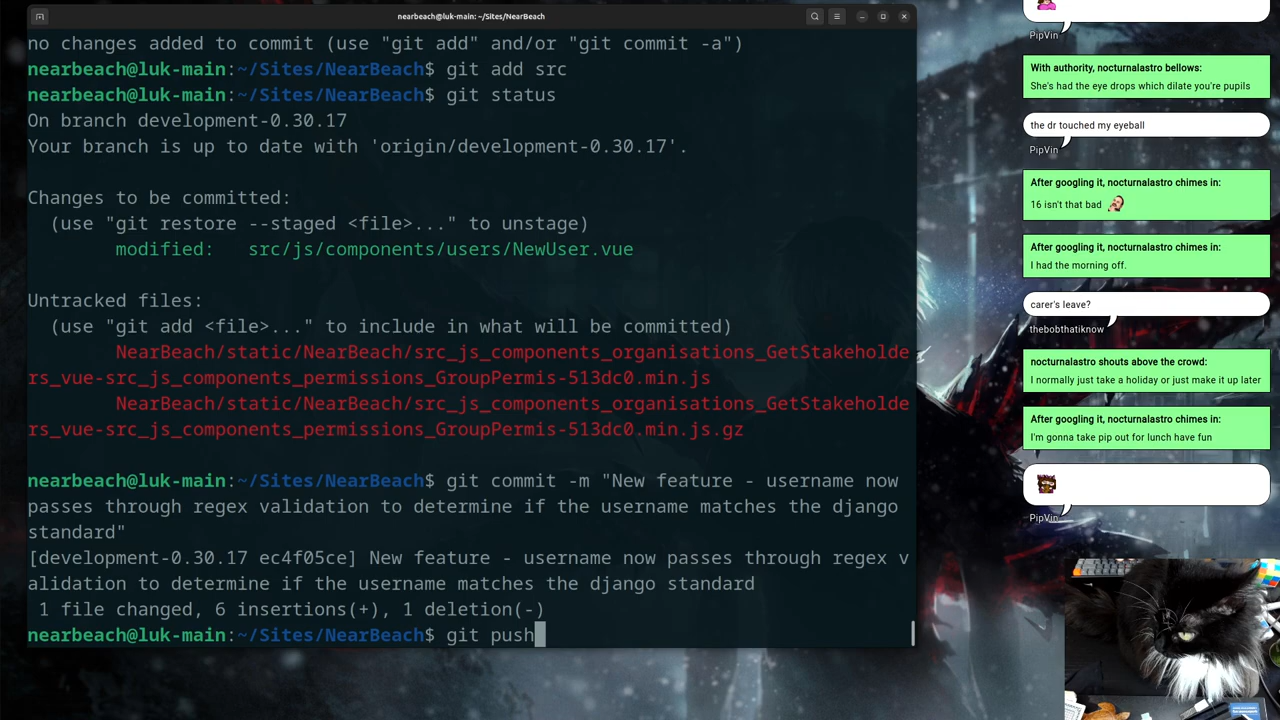 nearbeach@luk-main: ~/Sites/NearBeach
no changes added to commit (use "git add" and/or "git commit -a")
nearbeach@luk-main:~/Sites/NearBeach$ git add src
nearbeach@luk-main:~/Sites/NearBeach$ git status
On branch development-0.30.17
Your branch is up to date with 'origin/development-0.30.17'.
Changes to be committed:
(use "git restore --staged <file>..." to unstage)
modified:   src/js/components/users/NewUser.vue
Untracked files:
(use "git add <file>..." to include in what will be committed)
NearBeach/static/NearBeach/src_js_components_organisations_GetStakeholde
rs_vue-src_js_components_permissions_GroupPermis-513dc0.min.js
NearBeach/static/NearBeach/src_js_components_organisations_GetStakeholde
rs_vue-src_js_components_permissions_GroupPermis-513dc0.min.js.gz
nearbeach@luk-main:~/Sites/NearBeach$ git commit -m "New feature - username now
passes through regex validation to determine if the username matches the django
standard"
[development-0.30.17 ec4f05ce] New feature - username now passes through regex v
alidation to determine if the username matches the django standard
1 file changed, 6 insertions(+), 1 deletion(-)
nearbeach@luk-main:~/Sites/NearBeach$ git push
PipVin
With authority, nocturnalastro bellows:
She's had the eye drops which dilate you're pupils
the dr touched my eyeball
PipVin
After googling it, nocturnalastro chimes in:
16 isn't that bad
After googling it, nocturnalastro chimes in:
I had the morning off.
carer's leave?
thebobthatiknow
nocturnalastro shouts above the crowd:
I normally just take a holiday or just make it up later
After googling it, nocturnalastro chimes in:
I'm gonna take pip out for lunch have fun
PipVin